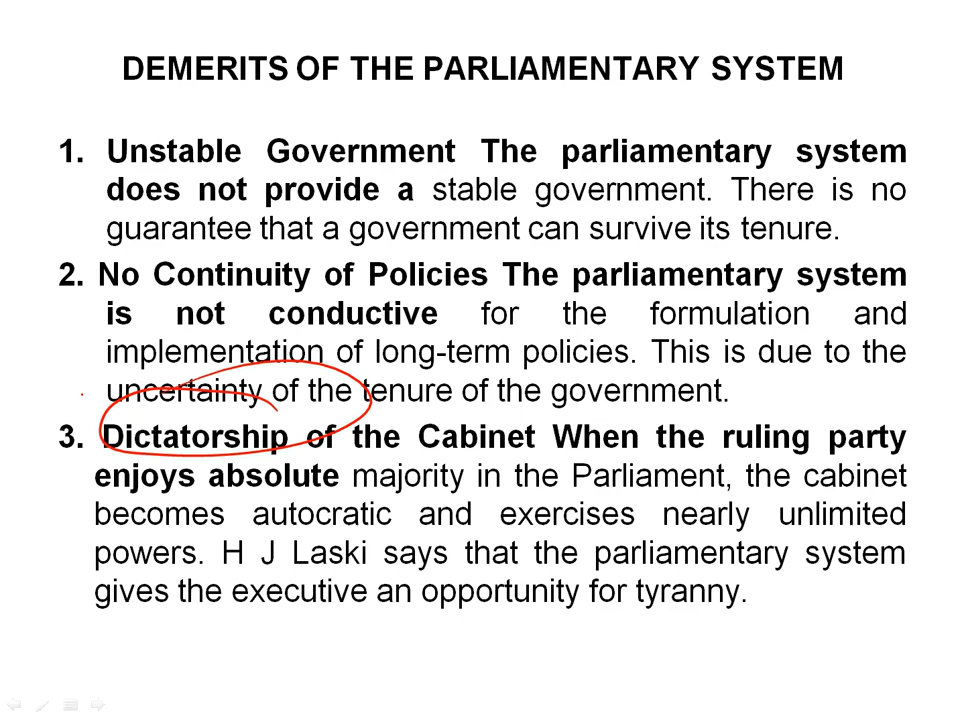 DEMERITS OF THE PARLIAMENTARY SYSTEM
1. Unstable Government The parliamentary system
does not provide a stable government. There is no
guarantee that a government can survive its tenure.
2. No Continuity of Policies The parliamentary system
is not conductive for the formulation and
implementation of long-term policies. This is due to the
uncertainty of the tenure of the government.
3. Dictatorship of the Cabinet When the ruling party
enjoys absolute majority in the Parliament, the cabinet
becomes autocratic and exercises nearly unlimited
powers. H J Laski says that the parliamentary system
gives the executive an opportunity for tyranny.